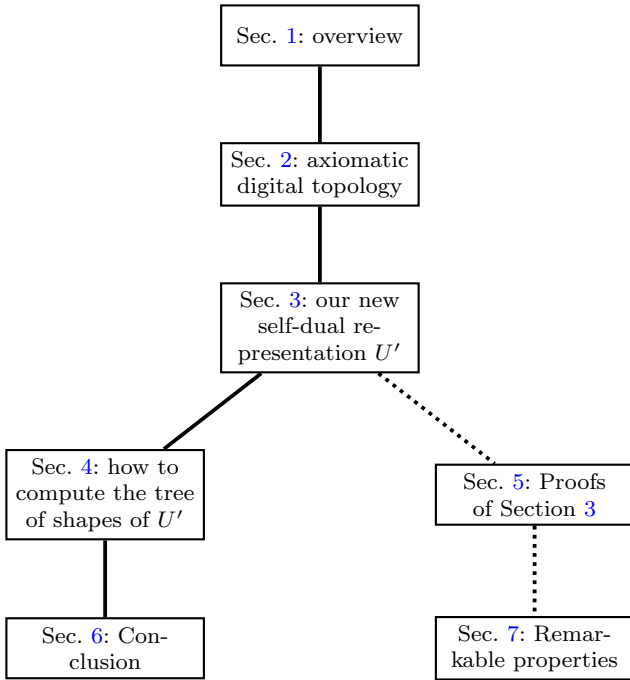 Sec. 1: overview
Sec. 2: axiomatic
digital topology
Sec. 3: our new
self-dual re-
presentation U′
Sec. 4: how to
compute the tree
of shapes of U′
Sec. 5: Proofs
of Section 3
Sec. 6: Con-
clusion
Sec. 7: Remar-
kable properties